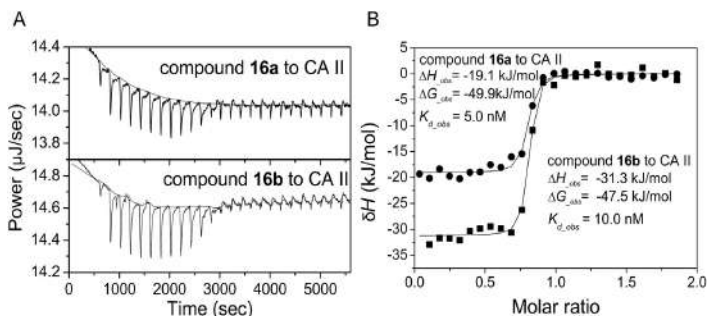 A
14.4
14.2
14.0
13.8
compound 16a to CA II
14.8
14.6
14.4
14.2
compound 16b to CA II
Power (µJ/sec)
0 1000 2000 3000 4000 5000
Time (sec)
B
5
0
-5
-10
-15
-20
-25
-30
-35
δH (kJ/mol)
compound 16a to CA II
ΔH_obs= -19.1 kJ/mol
ΔG_obs= -49.9kJ/mol
Kd_obs = 5.0 nM
compound 16b to CA II
ΔH_obs= -31.3 kJ/mol
ΔG_obs= -47.5 kJ/mol
Kd_obs = 10.0 nM
0.0 0.5 1.0 1.5 2.0
Molar ratio